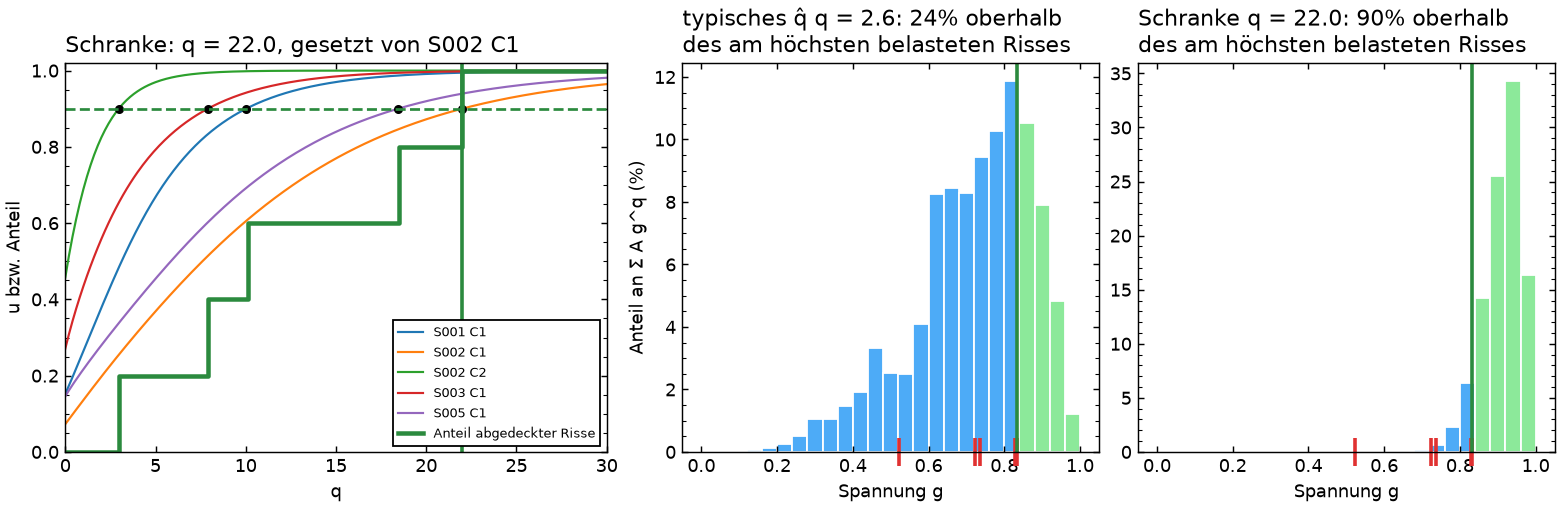 Schranke: q = 22.0, gesetzt von S002 C1
u bzw. Anteil
1.0
0.8
0.6
0.4
0.2
0.0
0
5
10
15
20
25
30
q
S001 C1
S002 C1
S002 C2
S003 C1
S005 C1
Anteil abgedeckter Risse
typisches q̂ q = 2.6: 24% oberhalb
des am höchsten belasteten Risses
Anteil an Σ A g^q (%)
12
10
8
6
4
2
0
0.0
0.2
0.4
0.6
0.8
1.0
Spannung g
Schranke q = 22.0: 90% oberhalb
des am höchsten belasteten Risses
35
30
25
20
15
10
5
0
0.0
0.2
0.4
0.6
0.8
1.0
Spannung g